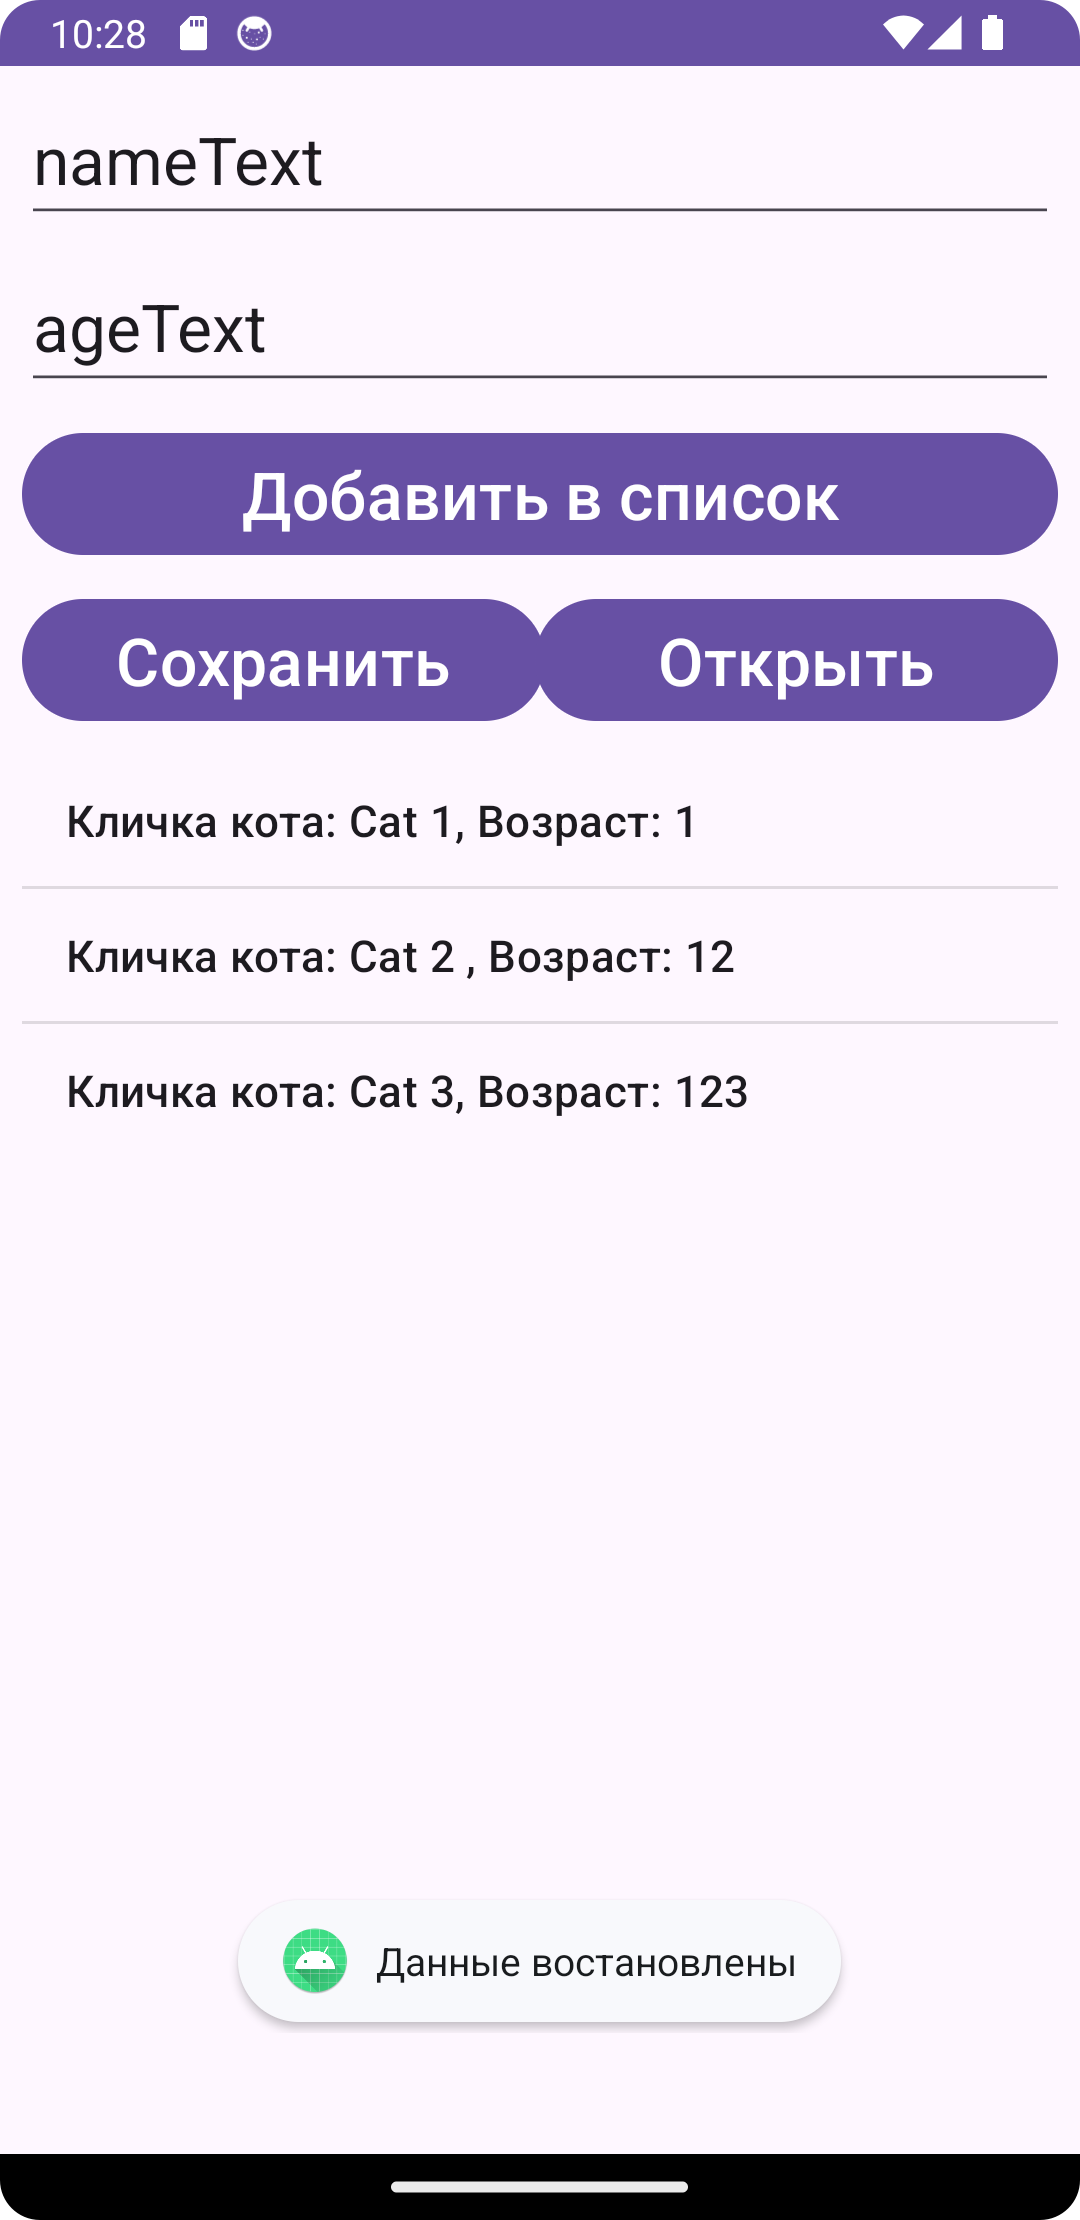 10:28
nameText
ageText
Добавить в список
Сохранить Открыть
Кличка кота: Cat 1, Возраст: 1
Кличка кота: Cat 2 , Возраст: 12
Кличка кота: Cat 3, Возраст: 123
Данные востановлены